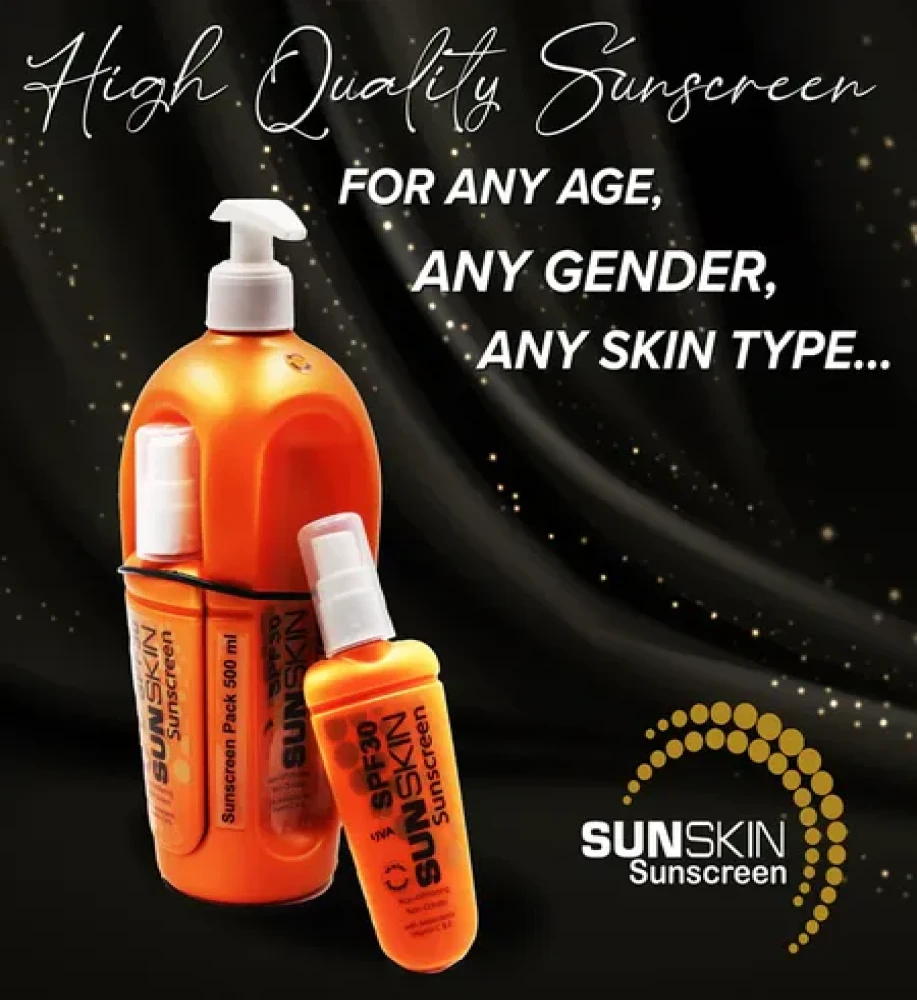 High Quality Sunscreen
FOR ANY AGE,
ANY GENDER,
ANY SKIN TYPE...
SUNSKIN
Sunscreen
Sunscreen Pack 500 ml
SPF30
SUNSKIN
SPF30
SUNSKIN
Sunscreen
UVA
SUNSKIN
Sunscreen